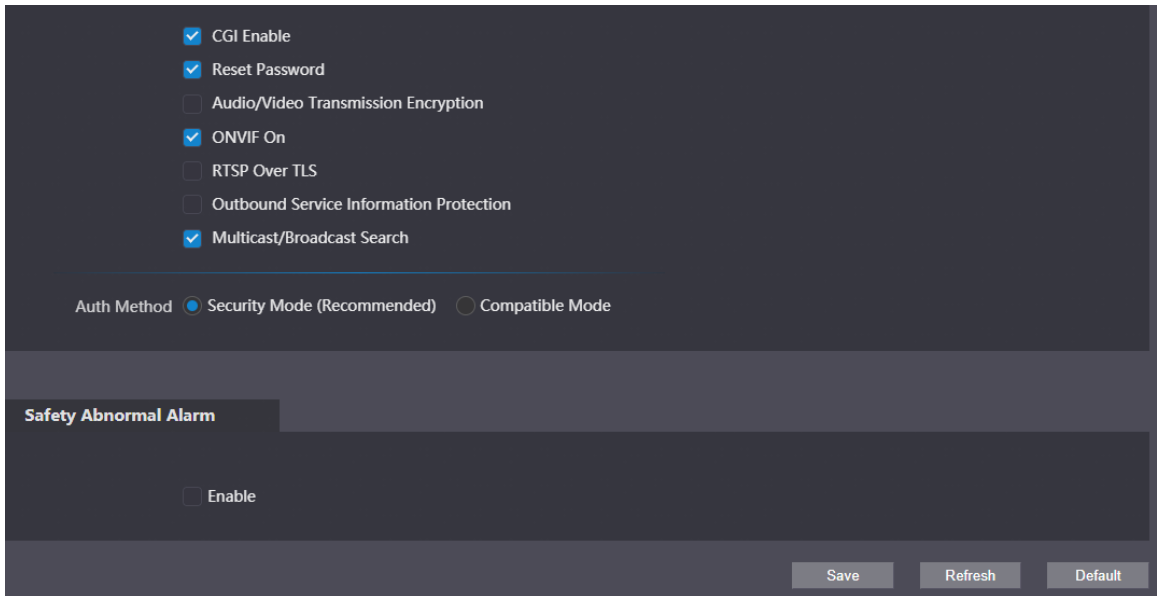 CGI Enable
Reset Password
Audio/Video Transmission Encryption
ONVIF On
RTSP Over TLS
Outbound Service Information Protection
Multicast/Broadcast Search
Auth Method Security Mode (Recommended) Compatible Mode
Safety Abnormal Alarm
Enable
Save Refresh Default